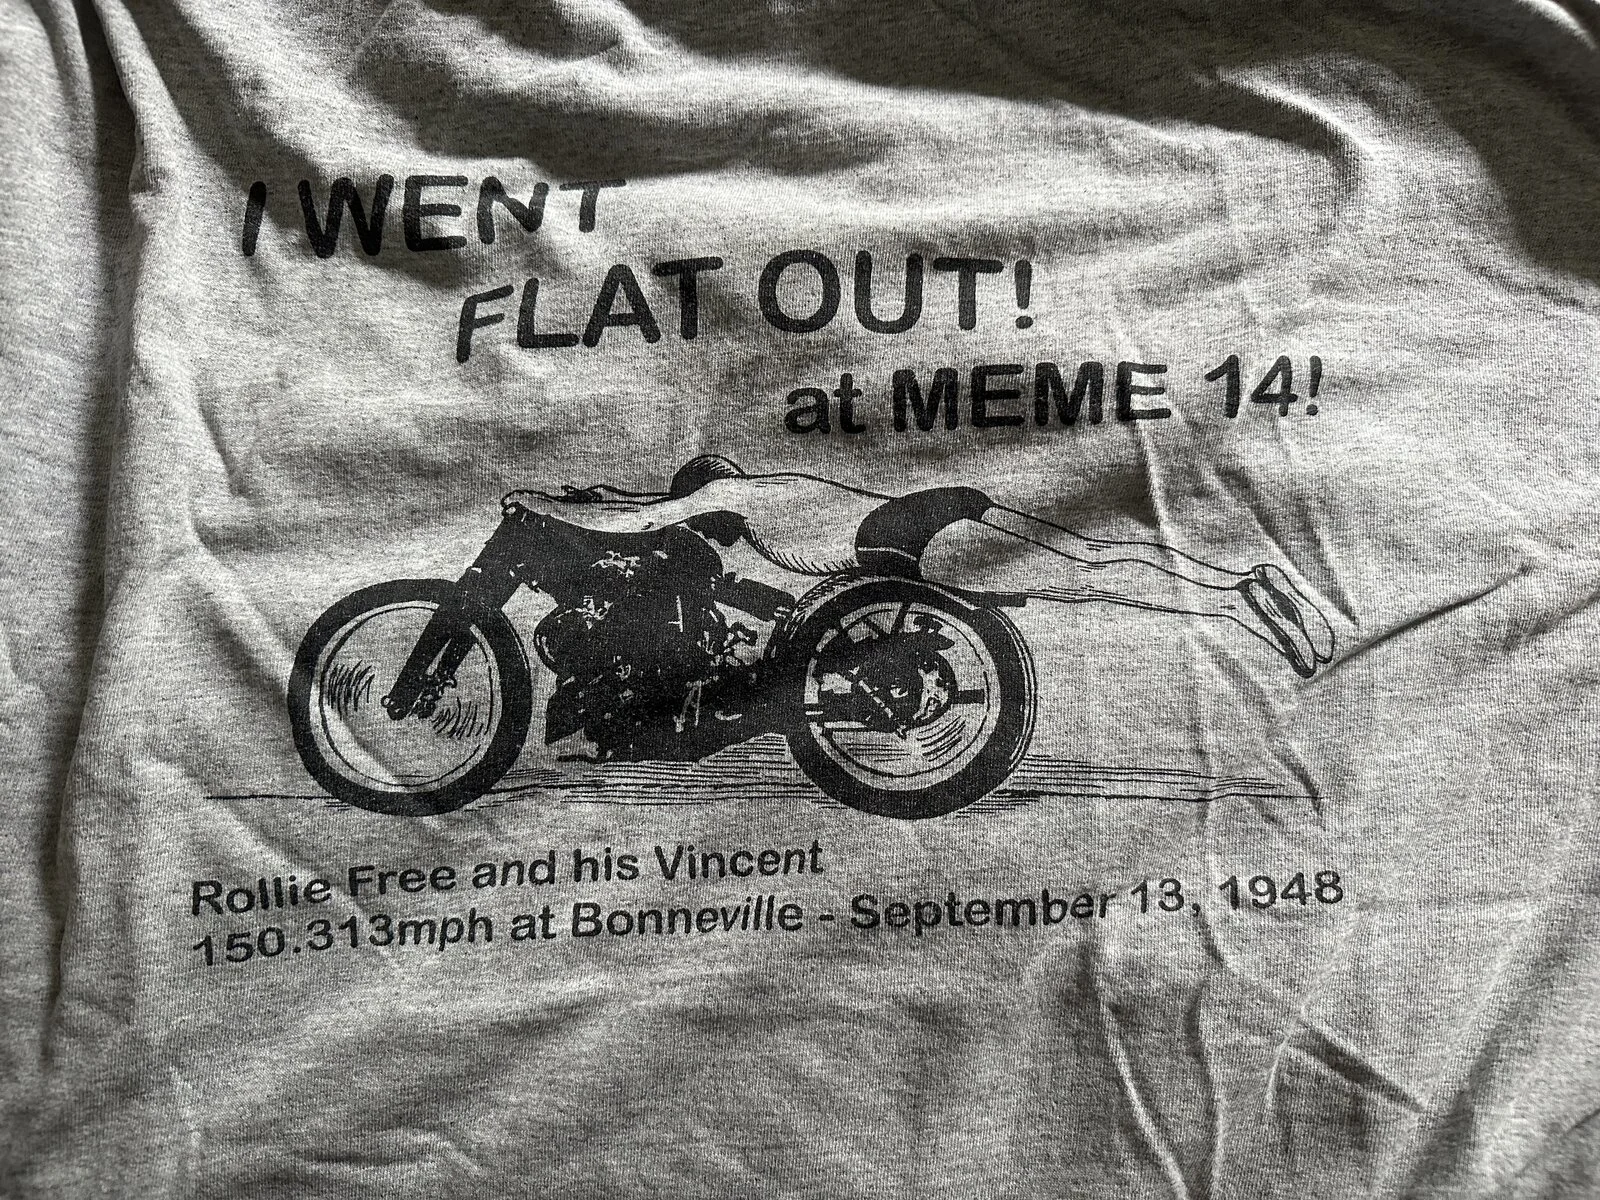 I WENT
FLAT OUT!
at MEME 14!
Rollie Free and his Vincent
150.313mph at Bonneville - September 13, 1948